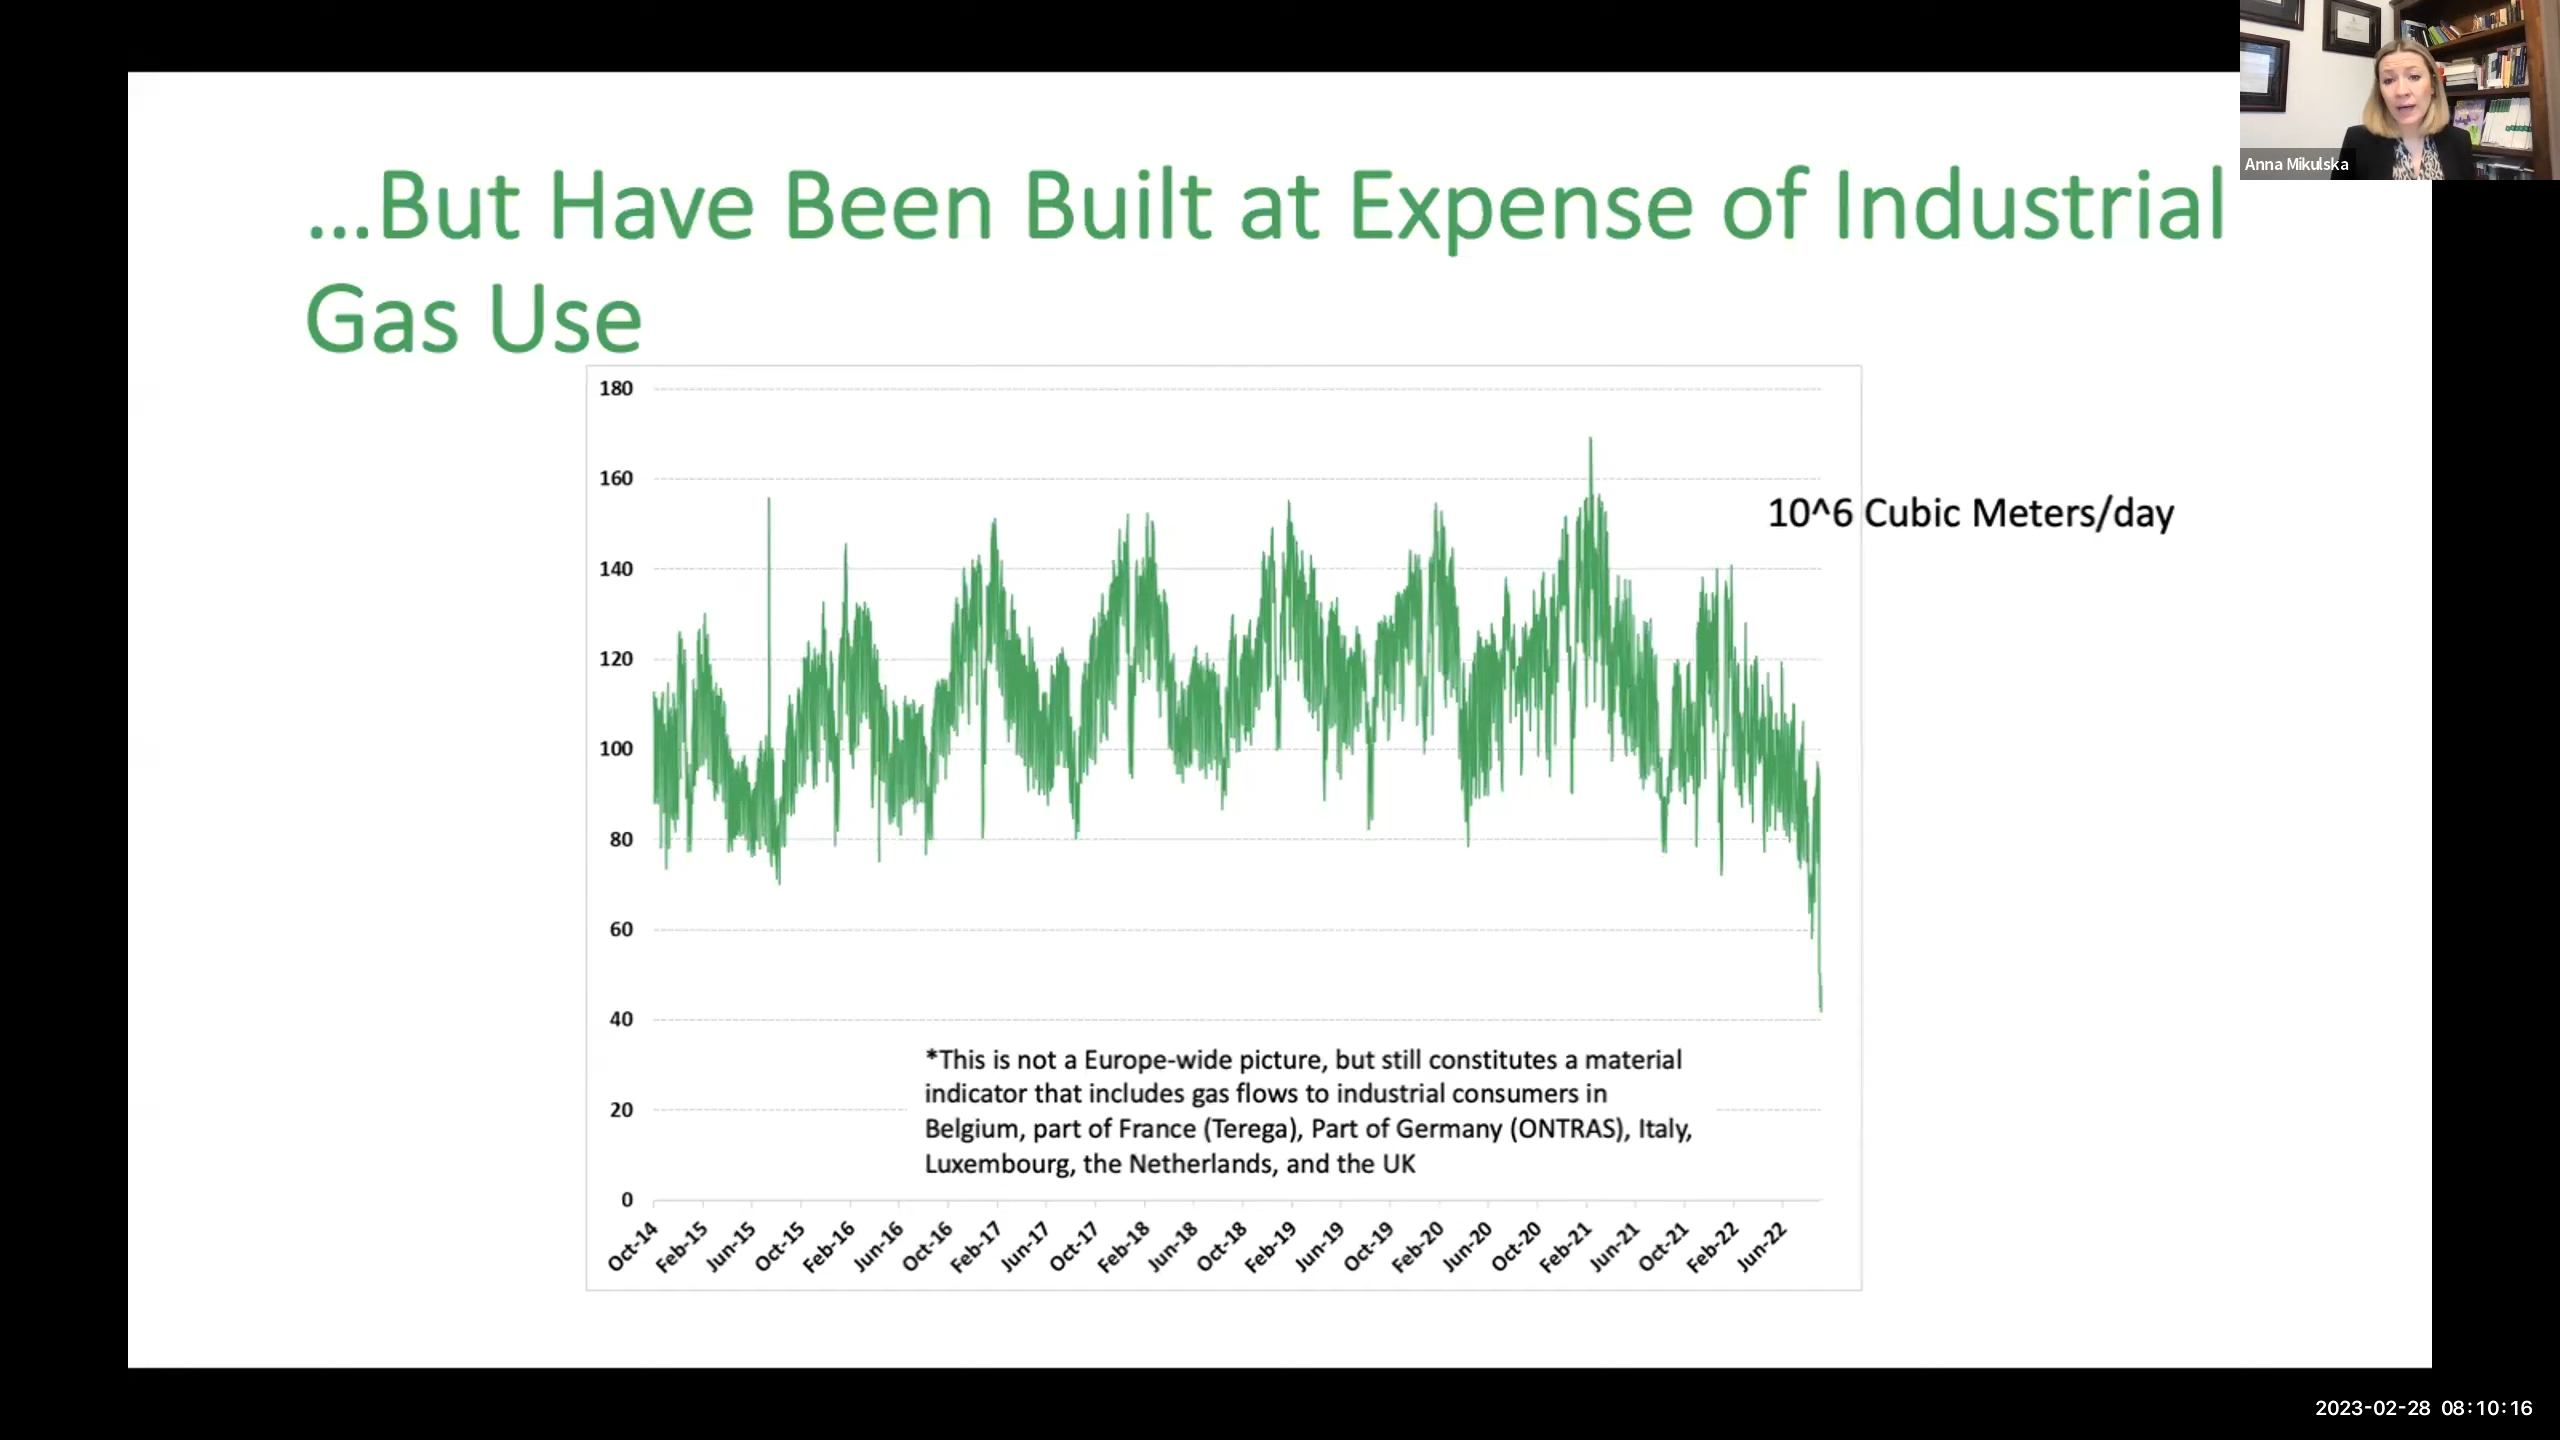 Anna Mikulska
...But Have Been Built at Expense of Industrial
Gas Use
180
160
10^6 Cubic Meters/day
140
120
100
80
60
40
*This is not a Europe-wide picture, but still constitutes a material
indicator that includes gas flows to industrial consumers in
20
Belgium, part of France (Terega), Part of Germany (ONTRAS), Italy,
Luxembourg, the Netherlands, and the UK
0
Oct-14
Feb-15
Jun-15
Oct-15
Feb-16
Jun-16
Oct-16
Feb-17
Jun-17
Oct-17
Feb-18
Jun-18
Oct-18
Feb-19
Jun-19
Oct-19
Feb-20
Jun-20
Oct-20
Feb-21
Jun-21
Oct-21
Feb-22
Jun-22
2023-02-28 08:10:16